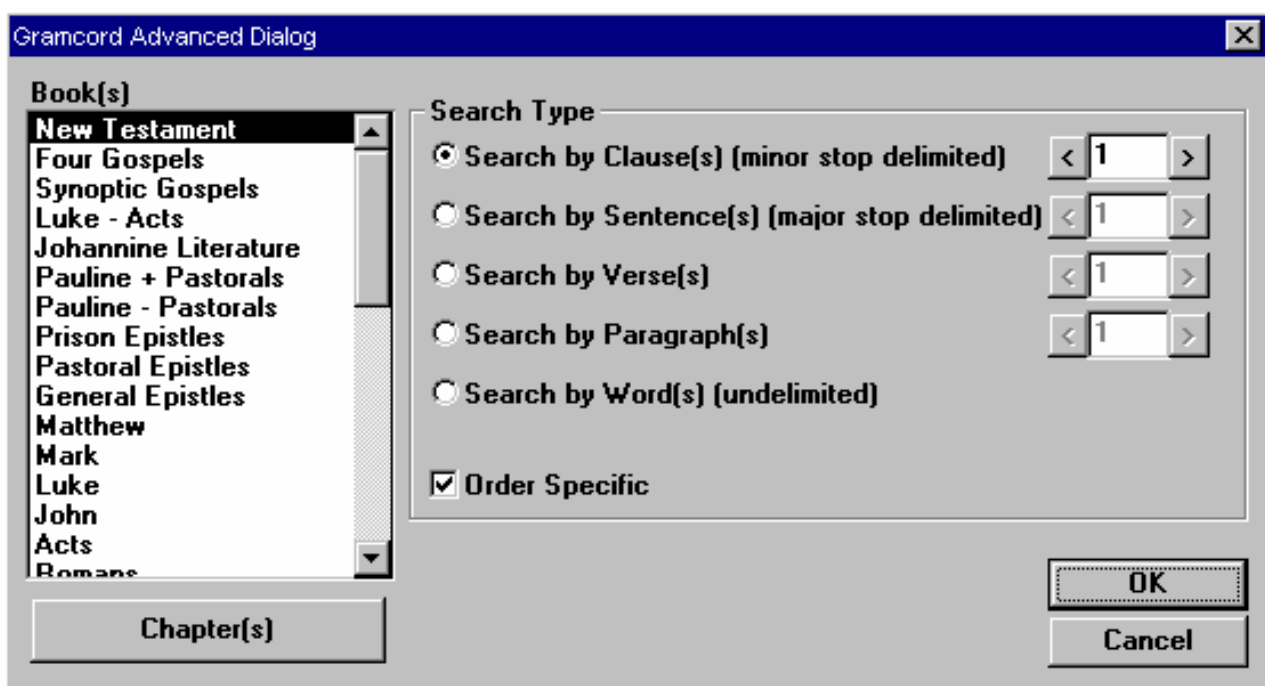 Gramcord Advanced Dialog
Book(s)
New Testament
Four Gospels
Synoptic Gospels
Luke - Acts
Johannine Literature
Pauline + Pastorals
Pauline - Pastorals
Prison Epistles
Pastoral Epistles
General Epistles
Matthew
Mark
Luke
John
Acts
Romans
Chapter(s)
Search Type
Search by Clause(s) (minor stop delimited) < 1 >
Search by Sentence(s) (major stop delimited) < 1 >
Search by Verse(s) < 1 >
Search by Paragraph(s) < 1 >
Search by Word(s) (undelimited)
Order Specific
OK
Cancel